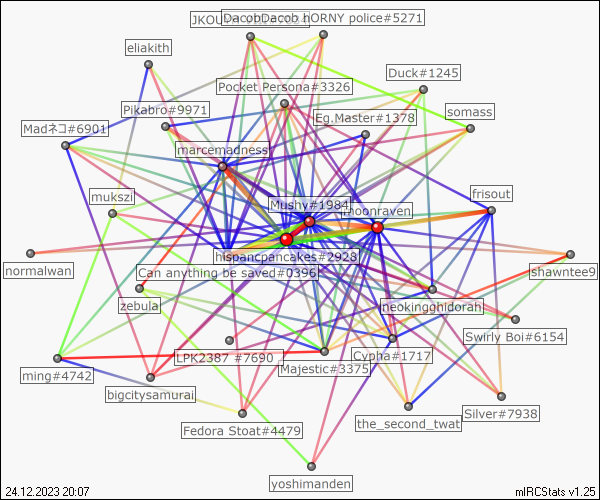 DacobDacob hORNY police#5271
eliakith
Duck#1245
Pocket Persona#3326
Pikabro#9971
Eg.Master#1378
somass
Madネコ#6901
marcemadness
mukszi
Mushy#1984
moonraven
frisout
hispancpancakes#2928
normalwan
Can anything be saved#0396
shawntee9
zebula
neokingghidorah
Swirly Boi#6154
LPK2387 #7690
Cypha#1717
Majestic#3375
ming#4742
bigcitysamurai
Silver#7938
the_second_twat
Fedora Stoat#4479
yoshimanden
24.12.2023 20:07
mIRCStats v1.25